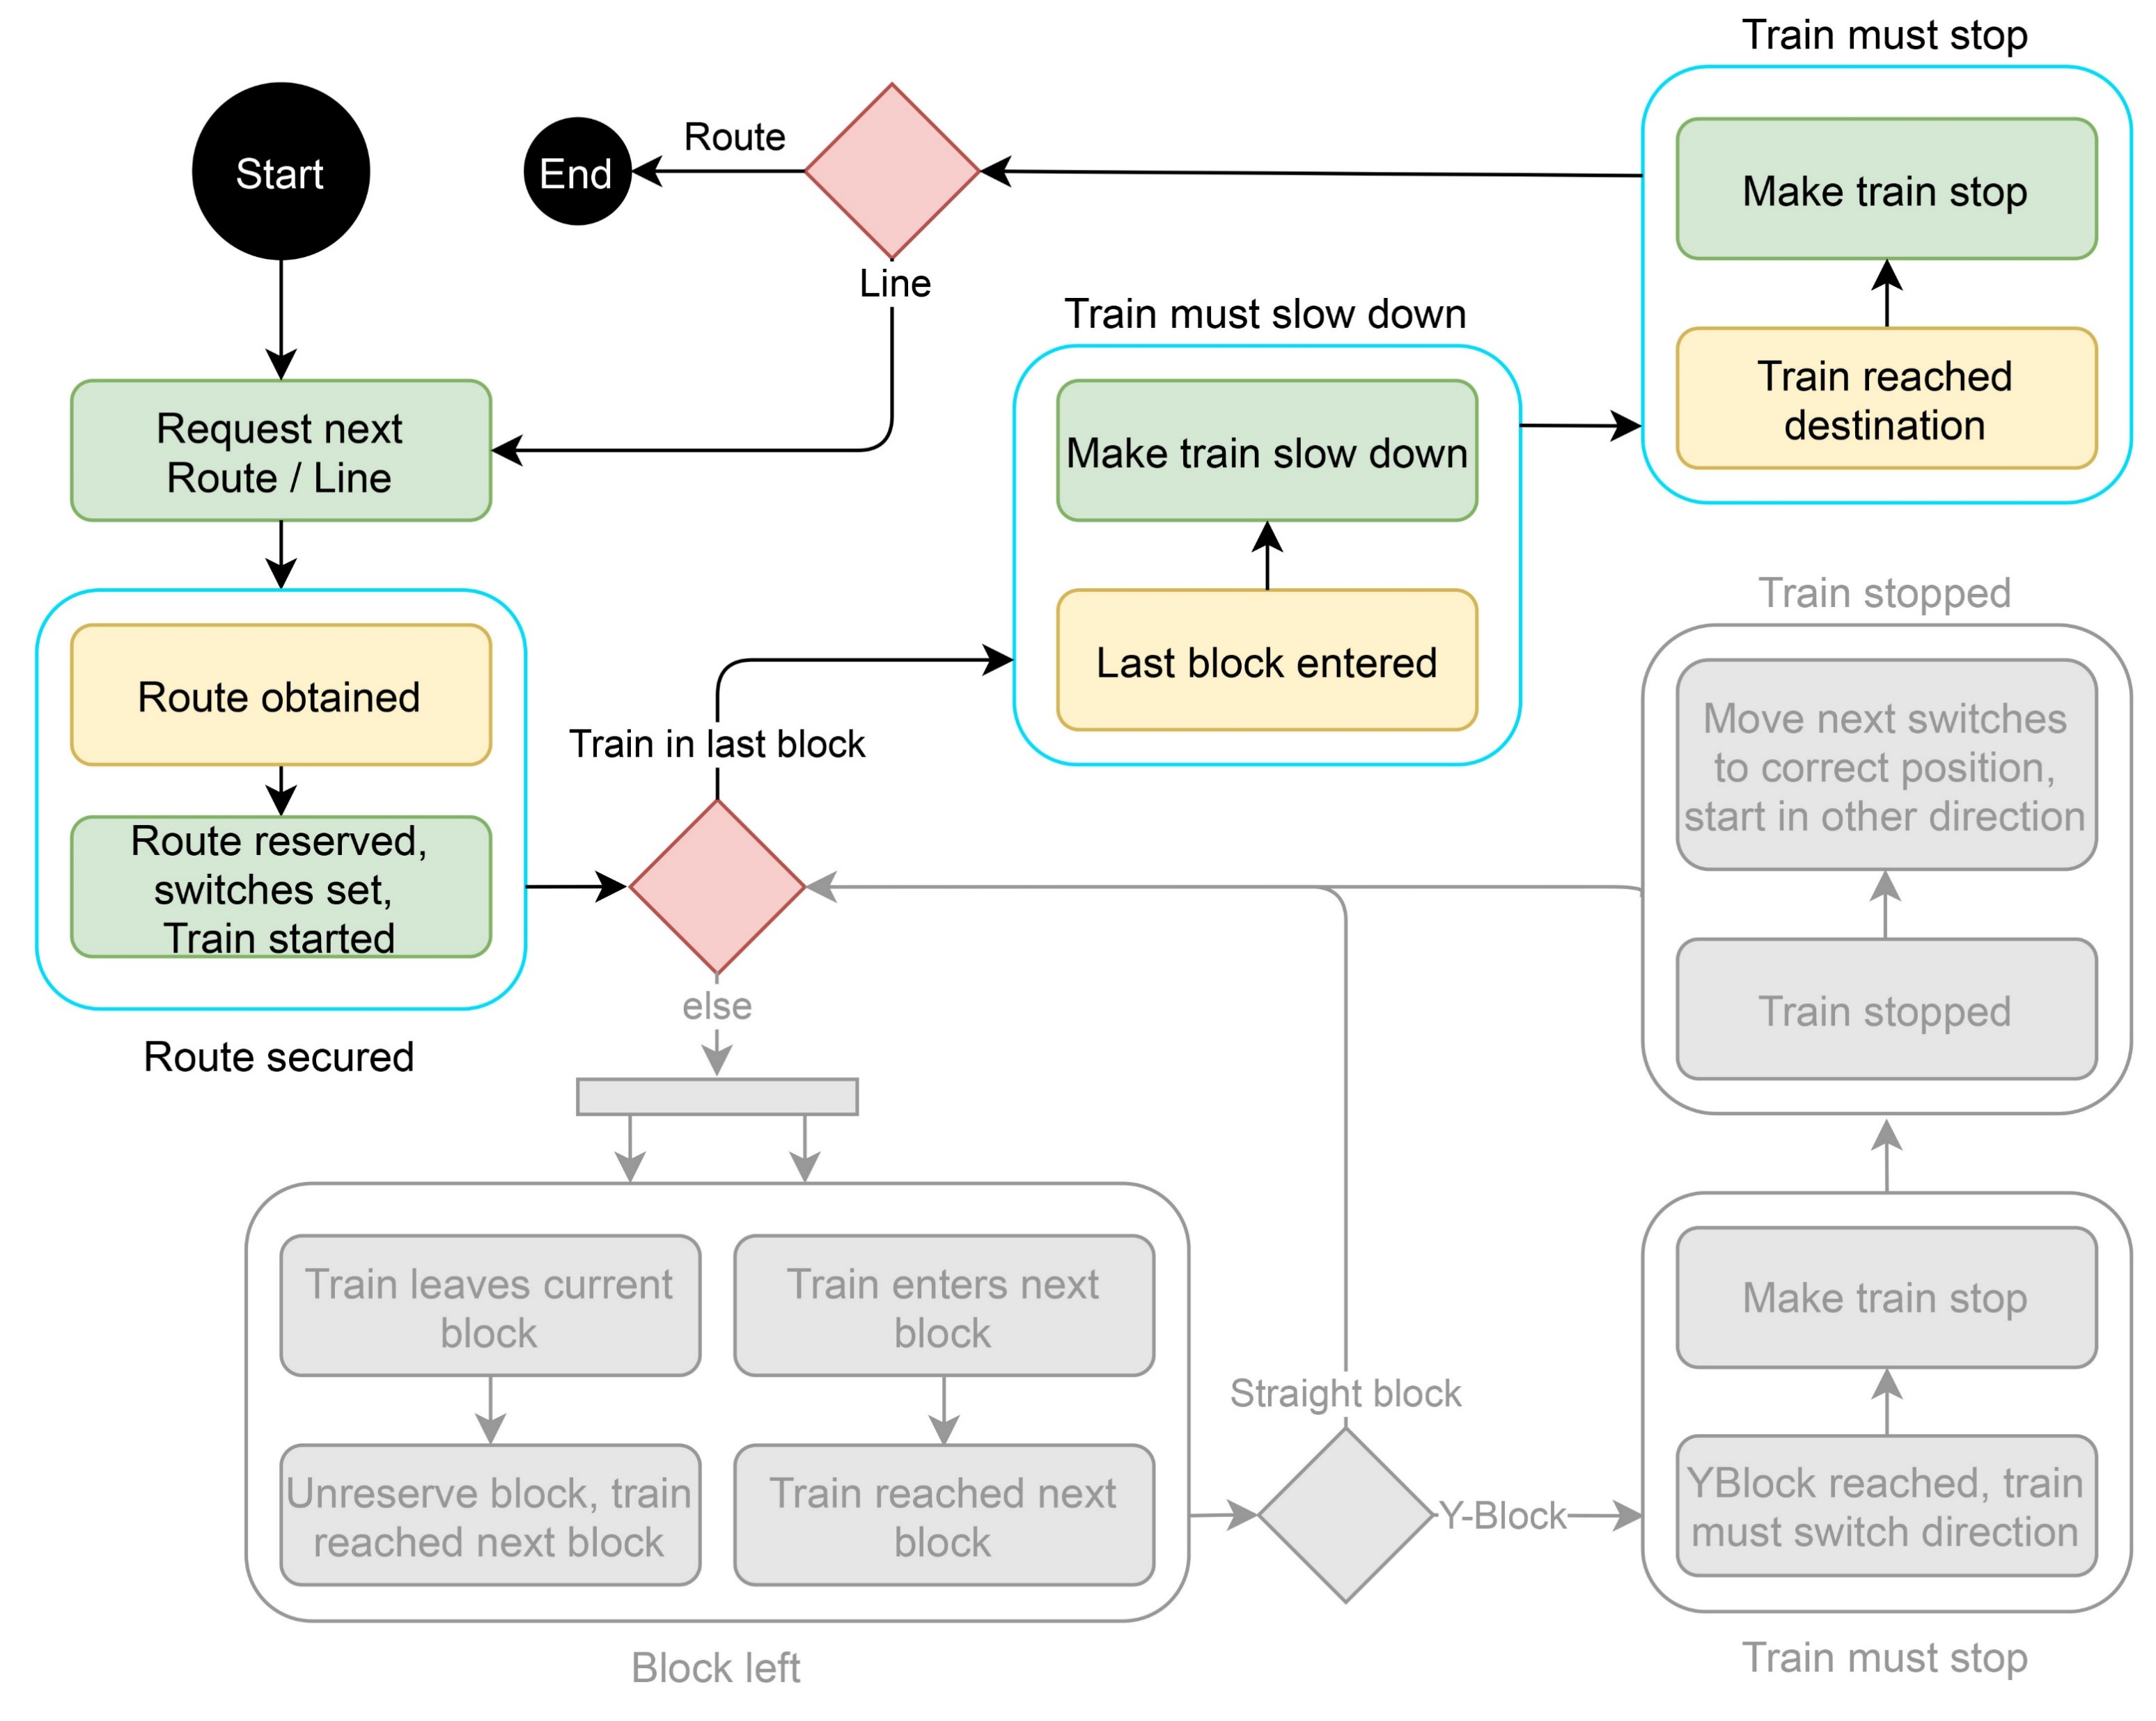 Train must stop
Start
End
Route
Make train stop
Line
Train must slow down
Train reached
destination
Request next
Route / Line
Make train slow down
Train stopped
Route obtained
Last block entered
Move next switches
to correct position,
start in other direction
Train in last block
Route reserved,
switches set,
Train started
Train stopped
else
Route secured
Train leaves current
block
Train enters next
block
Make train stop
Straight block
Unreserve block, train
reached next block
Train reached next
block
Y-Block
YBlock reached, train
must switch direction
Block left
Train must stop